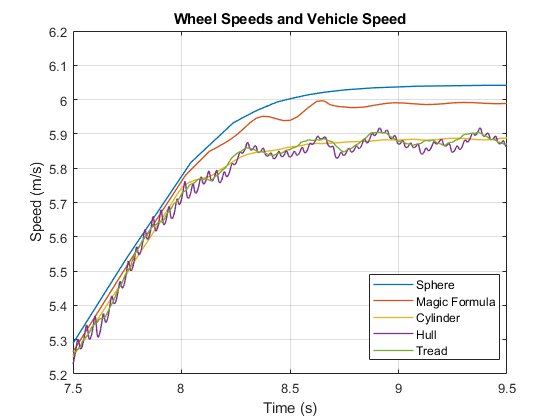 Wheel Speeds and Vehicle Speed
6.2
6.1
6
5.9
5.8
5.7
5.6
5.5
5.4
5.3
5.2
Speed (m/s)
7.5
8
8.5
9
9.5
Time (s)
Sphere
Magic Formula
Cylinder
Hull
Tread